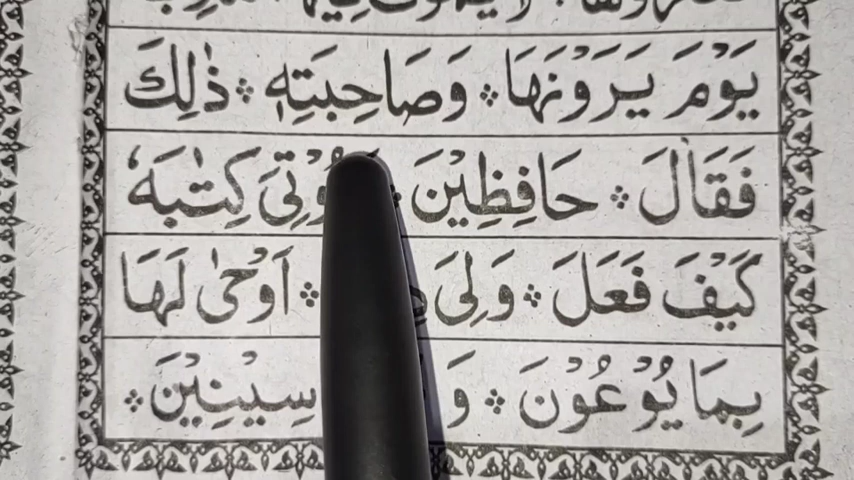 يَوْمَ يَرَوْنَهَا ۞ وَصَاحِبَتِهٖ ۞ ذٰلِكَ
فَقَالَ ۞ حَافِظِيْنَ كِتٰبَهٗ
كَيْفَ فَعَلَ ۞ وَلِىَ ۞ اَوْحٰى لَهَا
بِمَا يُوْعُوْنَ ۞ وَ سِيْنِيْنَ ۞